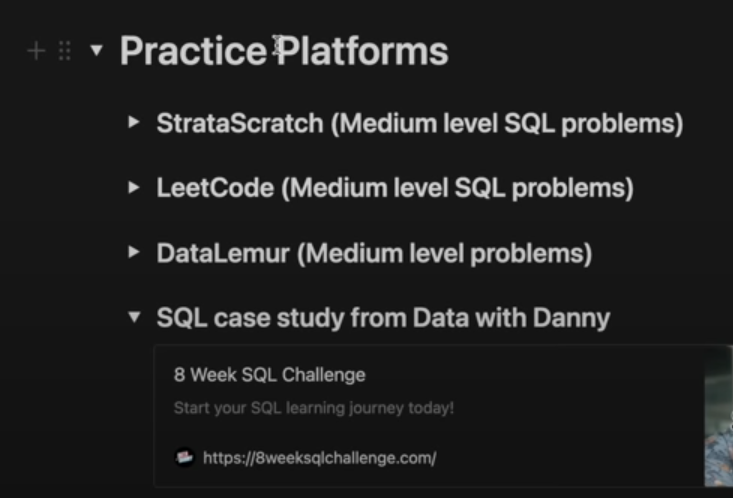 Practice Platforms
StrataScratch (Medium level SQL problems)
LeetCode (Medium level SQL problems)
DataLemur (Medium level problems)
SQL case study from Data with Danny
8 Week SQL Challenge
Start your SQL learning journey today!
https://8weeksqlchallenge.com/